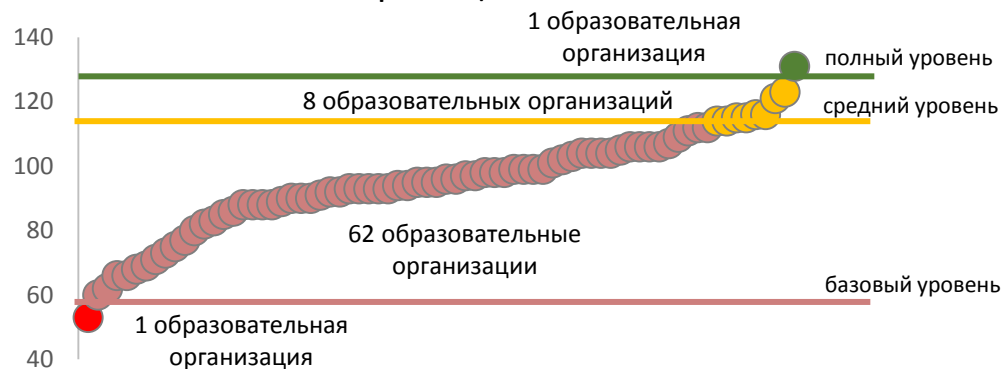 1 образовательная
организация
140
полный уровень
120
8 образовательных организаций
средний уровень
100
80
62 образовательные
организации
базовый уровень
60
1 образовательная
организация
40